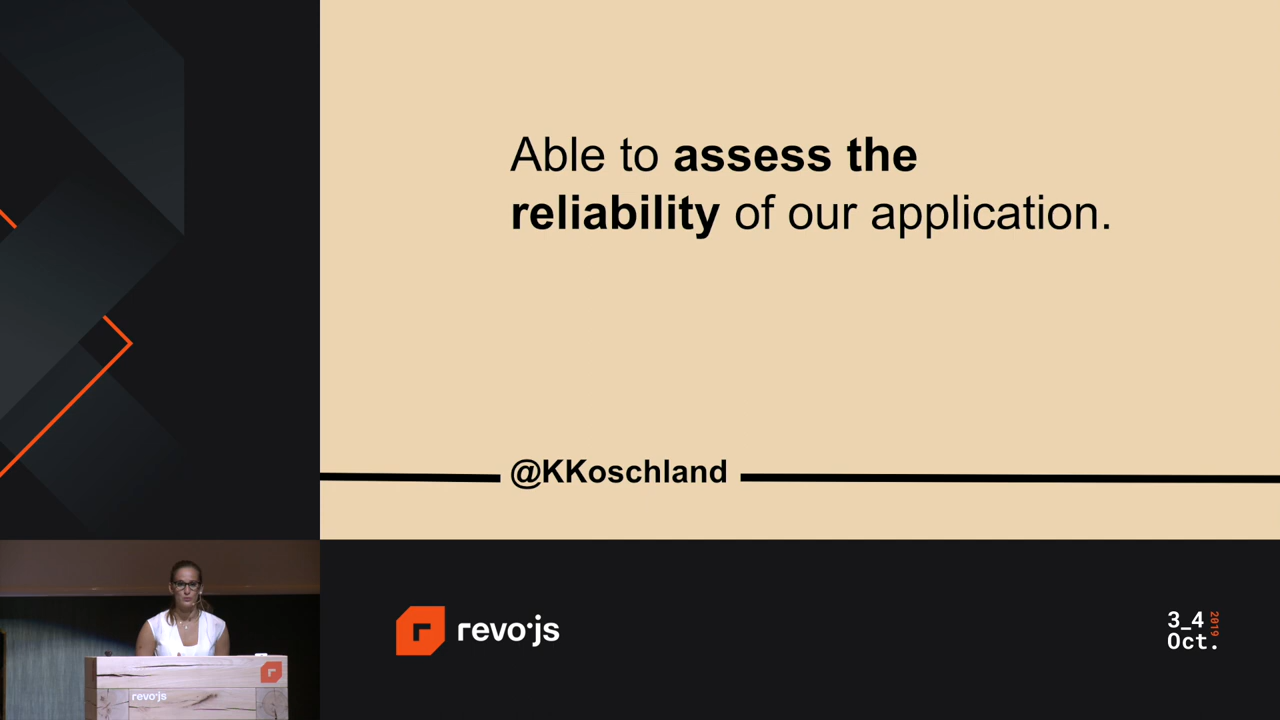 Able to assess the
reliability of our application.
@KKoschland
revo·js
3_4
Oct.
2019
revo·js